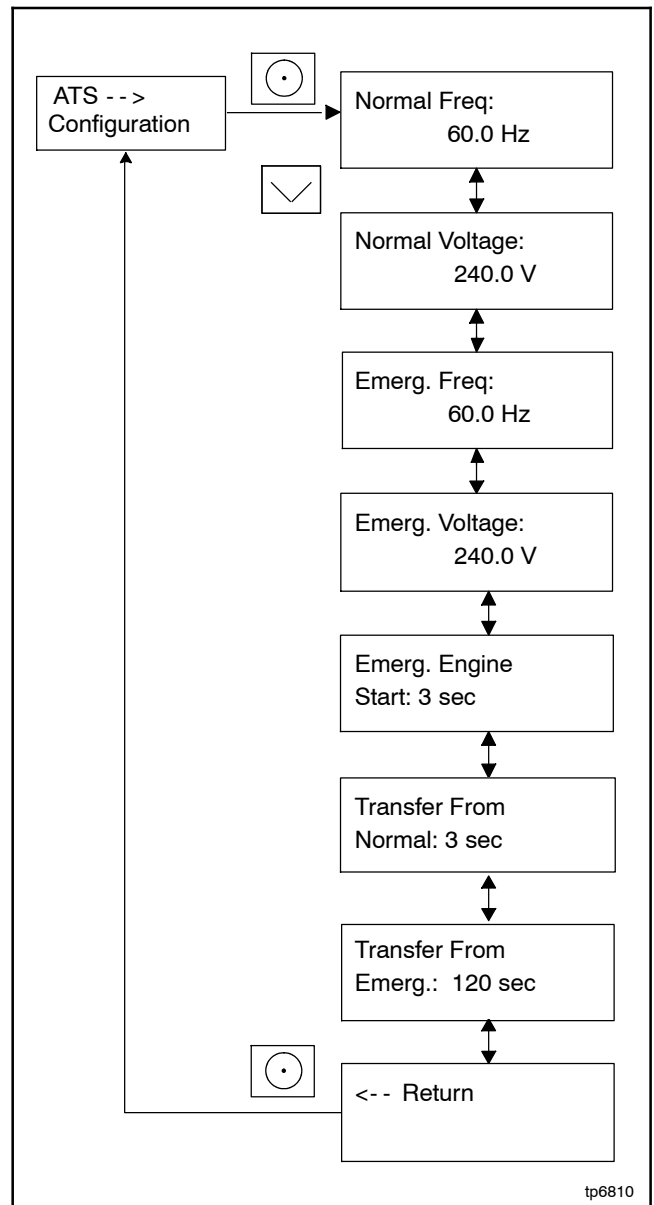 ATS - - >
Configuration
Normal Freq:
60.0 Hz
Normal Voltage:
240.0 V
Emerg. Freq:
60.0 Hz
Emerg. Voltage:
240.0 V
Emerg. Engine
Start: 3 sec
Transfer From
Normal: 3 sec
Transfer From
Emerg.: 120 sec
<- - Return
tp6810